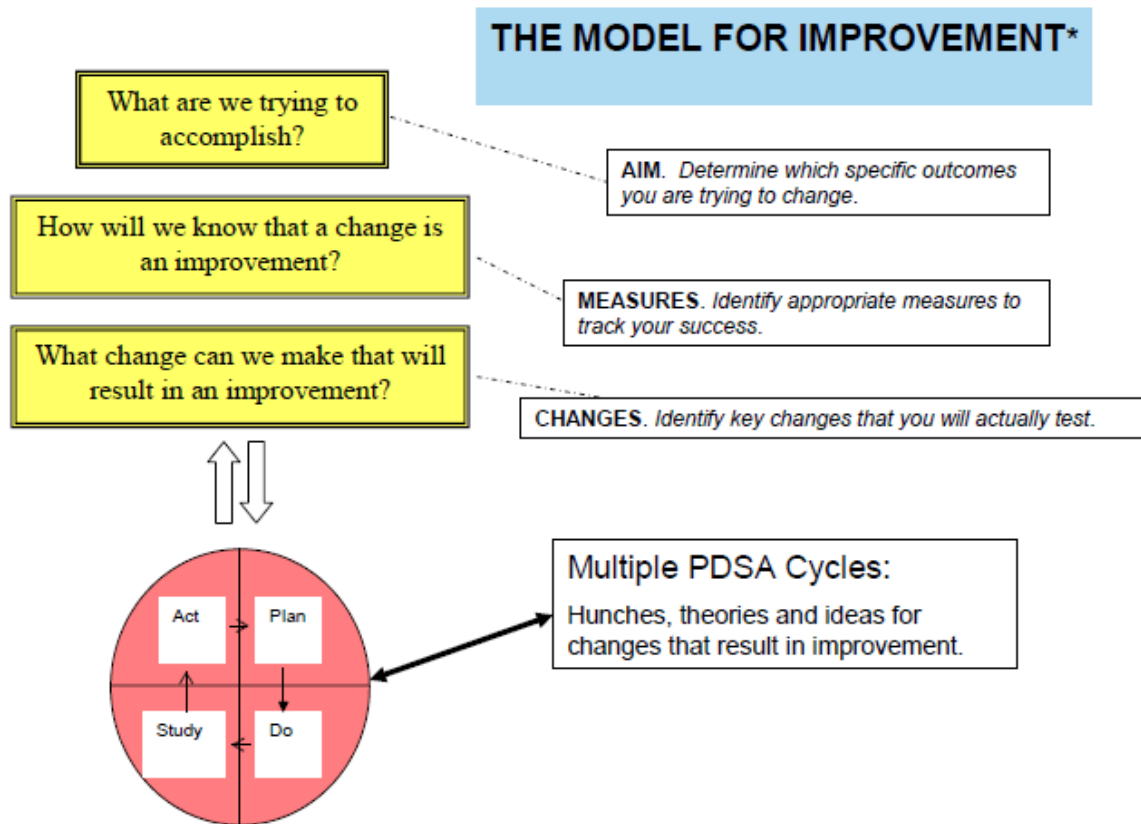 THE MODEL FOR IMPROVEMENT*
What are we trying to
accomplish?
AIM. Determine which specific outcomes
you are trying to change.
How will we know that a change is
an improvement?
MEASURES. Identify appropriate measures to
track your success.
What change can we make that will
result in an improvement?
CHANGES. Identify key changes that you will actually test.
Multiple PDSA Cycles:
Hunches, theories and ideas for
changes that result in improvement.
Act
Plan
Study
Do